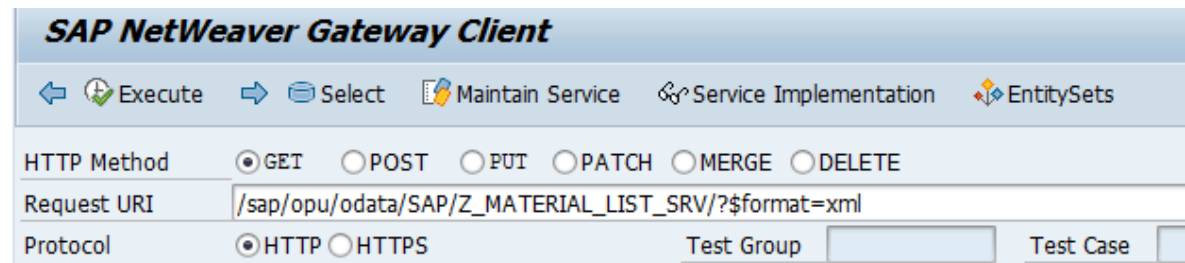 SAP NetWeaver Gateway Client
Execute Select Maintain Service Service Implementation EntitySets
HTTP Method GET POST PUT PATCH MERGE DELETE
Request URI /sap/opu/odata/SAP/Z_MATERIAL_LIST_SRV/?$format=xml
Protocol HTTP HTTPS Test Group Test Case